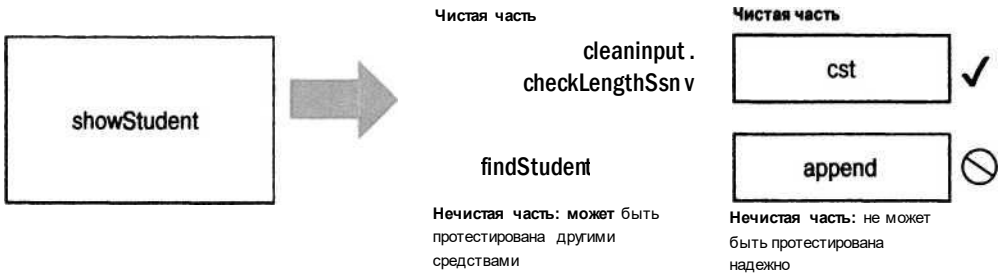 showStudent
Чистая часть
cleaninput .
checkLengthSsn v
findStudent
Нечистая часть: может быть
протестирована другими
средствами
Чистая часть
cst
append
Нечистая часть: не может
быть протестирована
надежно